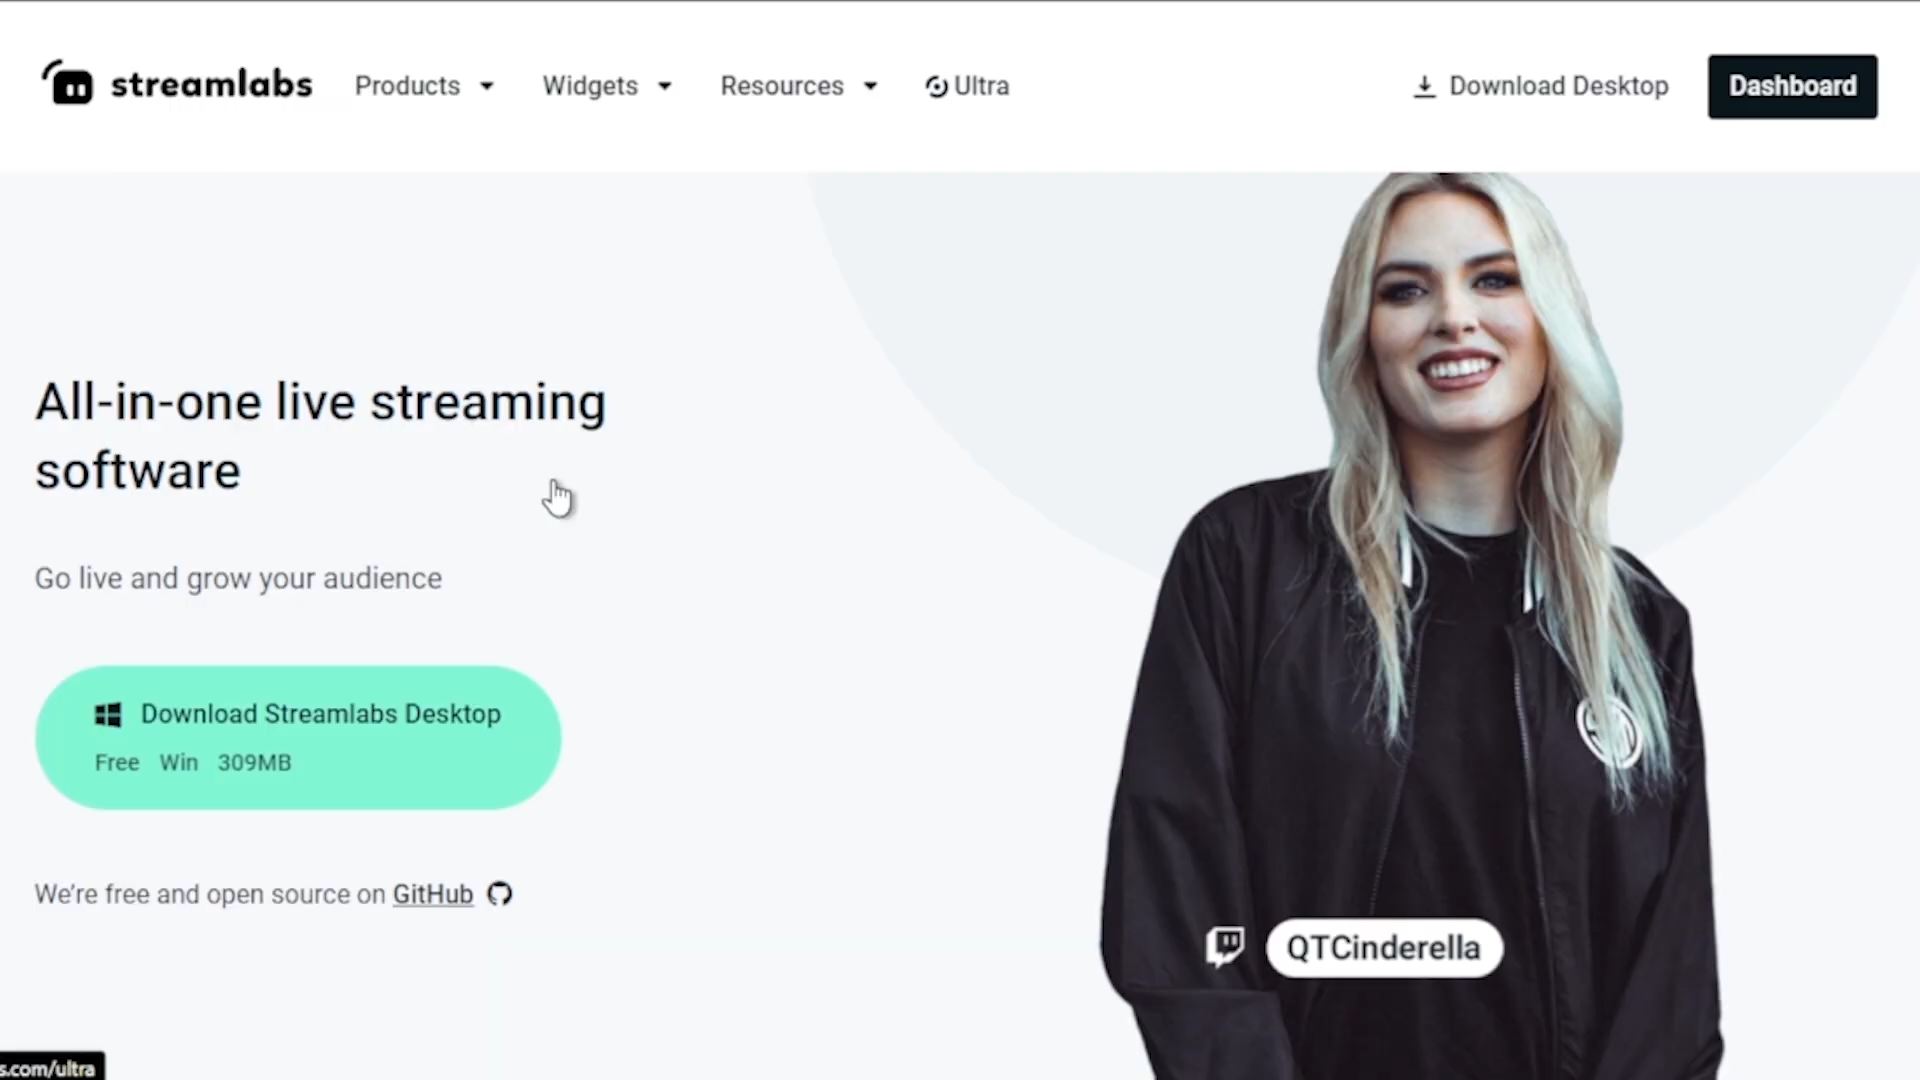 streamlabs Products Widgets Resources Ultra Download Desktop Dashboard
All-in-one live streaming
software
Go live and grow your audience
Download Streamlabs Desktop
Free Win 309MB
We're free and open source on GitHub
QTCinderella
s.com/ultra